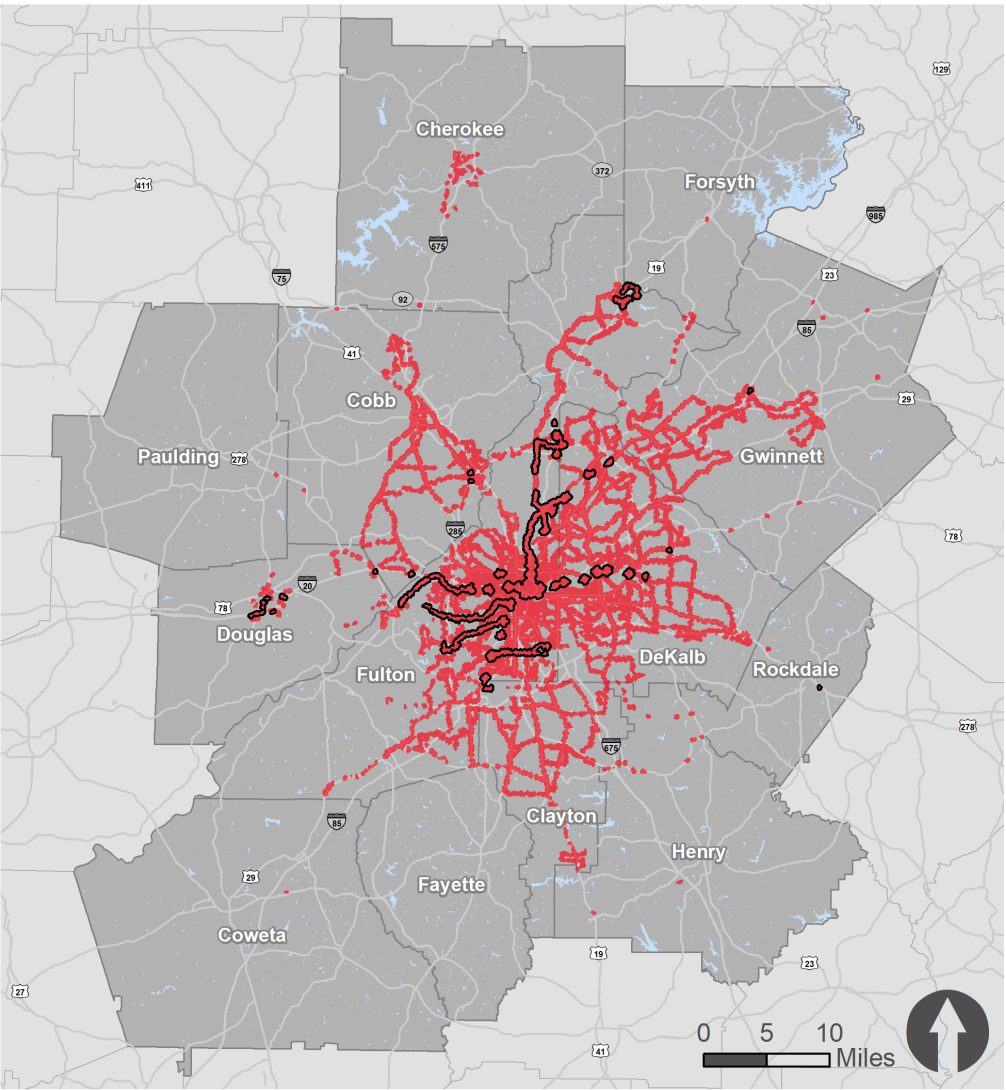 129
Cherokee
372
Forsyth
411
985
575
19
75
23
92
85
41
Cobb
29
Paulding
278
Gwinnett
285
78
20
78
Douglas
DeKalb
Fulton
Rockdale
278
675
Clayton
85
Henry
29
Fayette
Coweta
19
23
27
0 5 10
41
Miles